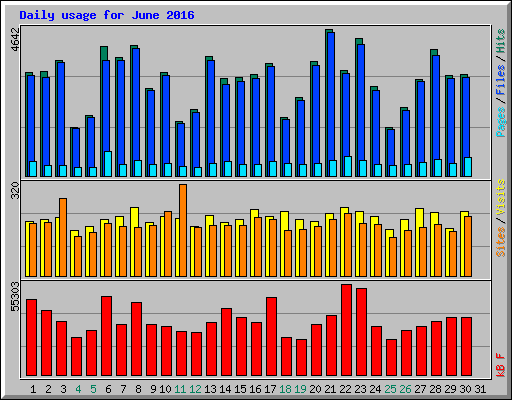 Daily usage for June 2016
4642
Pages / Files / Hits
320
Sites / Visits
55303
kB F
1 2 3 4 5 6 7 8 9 10 11 12 13 14 15 16 17 18 19 20 21 22 23 24 25 26 27 28 29 30 31